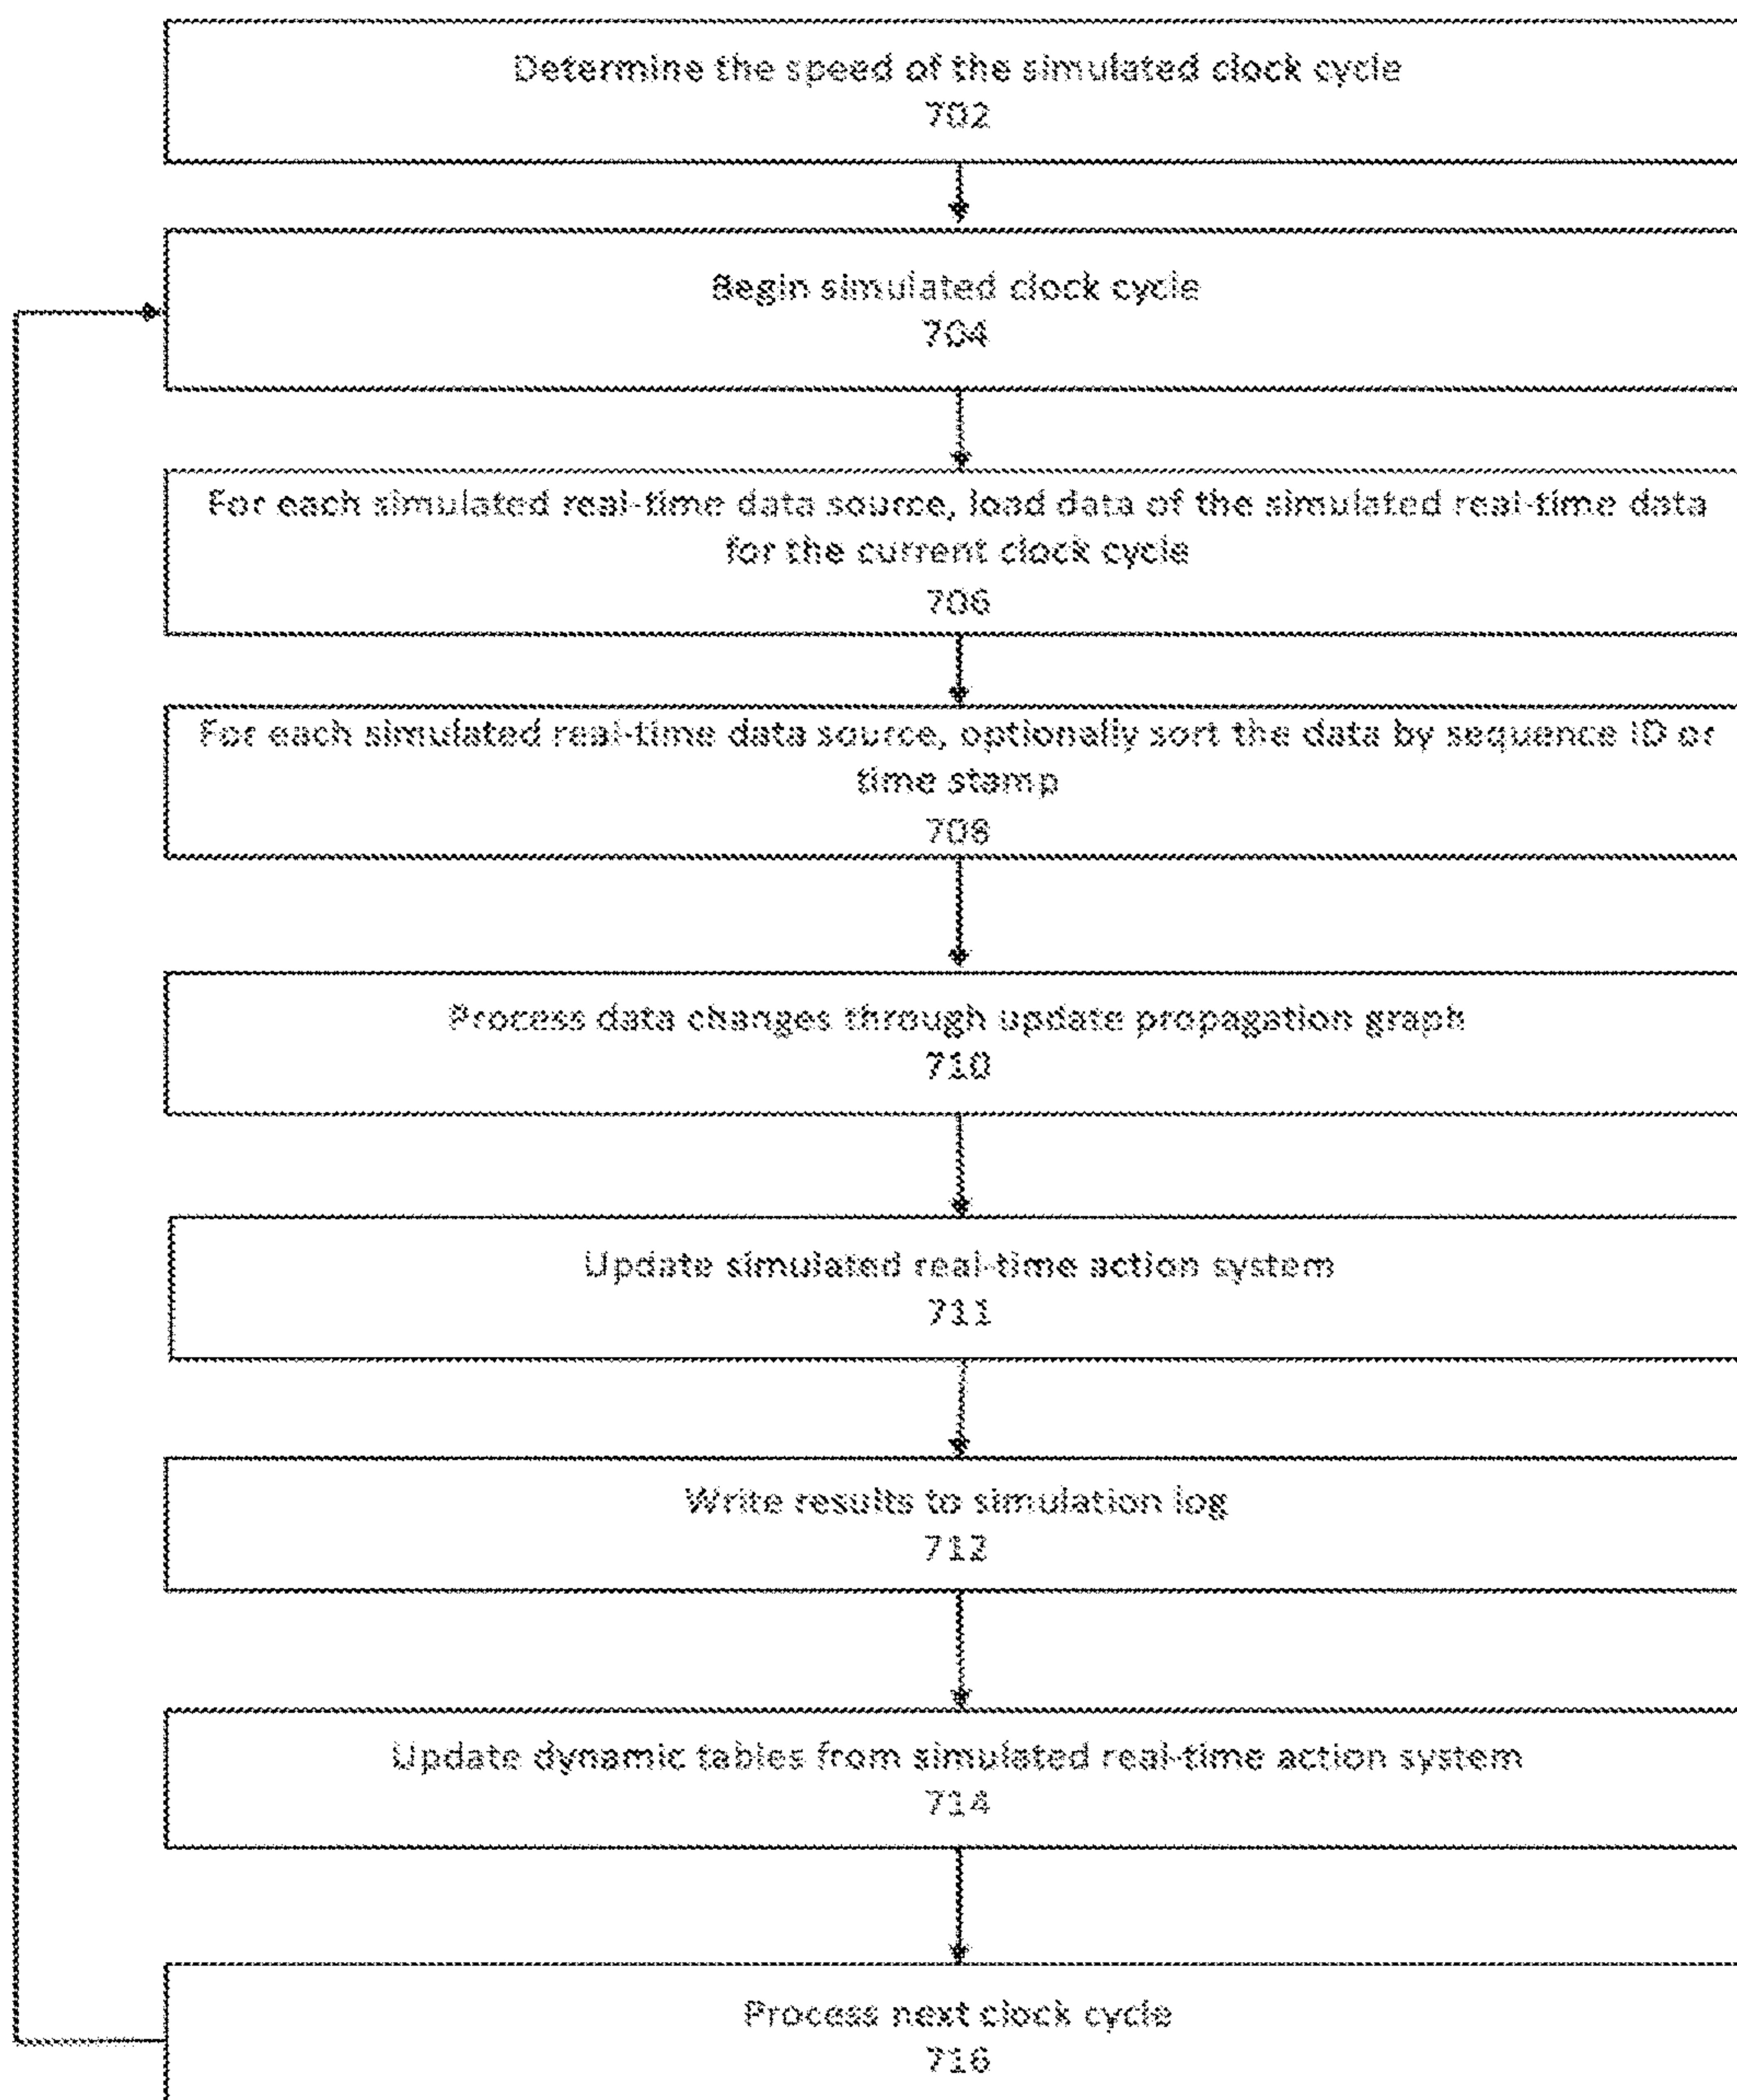 Determine the speed of the simulated clock cycle
702
Begin simulated clock cycle
704
For each simulated real-time data source, load data of the simulated real-time data
for the current clock cycle
706
For each simulated real-time data source, optionally sort the data by sequence ID or
time stamp
708
Process data changes through update propagation graph
710
Update simulated real-time action system
711
Write results to simulation log
712
Update dynamic tables from simulated real-time action system
714
Process next clock cycle
716